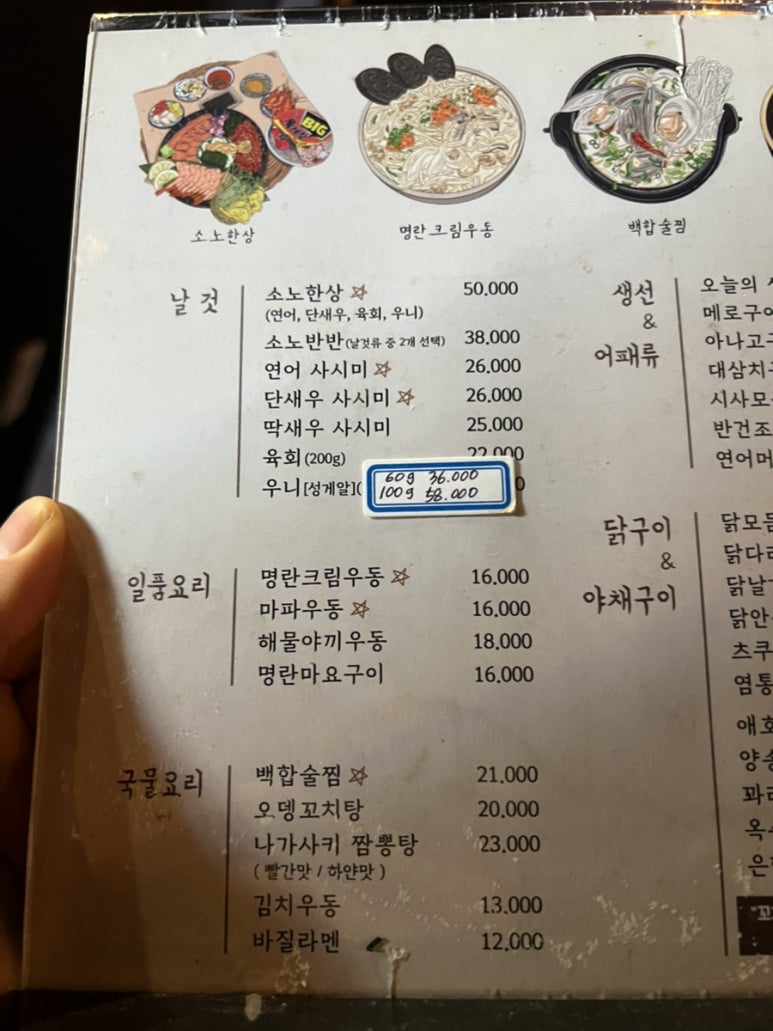 BIG
소노한상
명란크림우동
백합술찜
날것
소노한상 ☆ 50,000
(연어, 단새우, 육회, 우니)
소노반반(날것류 중 2개 선택) 38,000
연어 사시미 ☆ 26,000
단새우 사시미 ☆ 26,000
딱새우 사시미 25,000
육회(200g) 22,000
우니[성게알](
60g 36.000
100g 58.000
일품요리
명란크림우동 ☆ 16,000
마파우동 ☆ 16,000
해물야끼우동 18,000
명란마요구이 16,000
국물요리
백합술찜 ☆ 21,000
오뎅꼬치탕 20,000
나가사키 짬뽕탕 23,000
( 빨간맛 / 하얀맛 )
김치우동 13,000
바질라멘 12,000
생선
&
어패류
오늘의
메로구
아나고
대삼치
시사모
반건조
연어머
닭구이
&
야채구이
닭모
닭다
닭날
닭안
츠쿠
염통
애호
양송
꽈리
옥
은